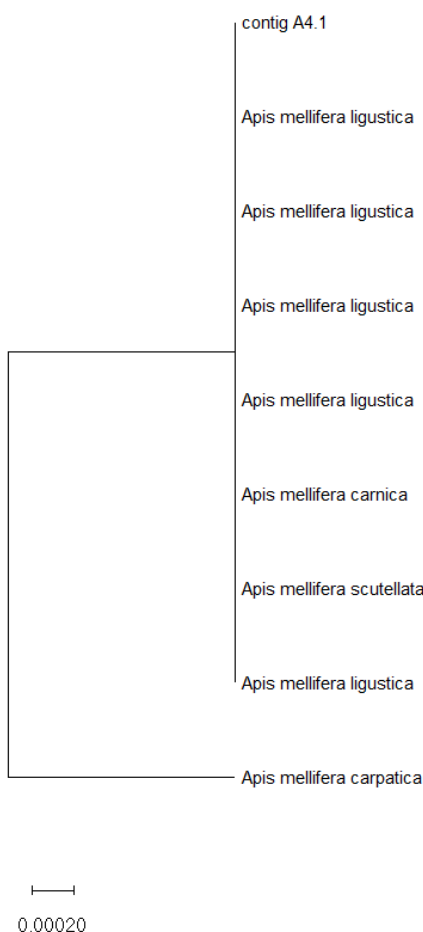 contig A4.1
Apis mellifera ligustica
Apis mellifera ligustica
Apis mellifera ligustica
Apis mellifera ligustica
Apis mellifera carnica
Apis mellifera scutellata
Apis mellifera ligustica
Apis mellifera carpatica
0.00020